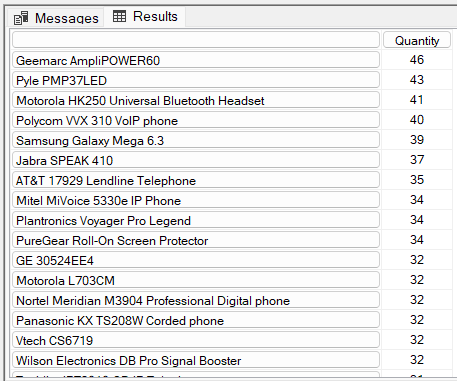 Messages Results
Quantity
Geemarc AmpliPOWER60 46
Pyle PMP37LED 43
Motorola HK250 Universal Bluetooth Headset 41
Polycom VVX 310 VoIP phone 40
Samsung Galaxy Mega 6.3 39
Jabra SPEAK 410 37
AT&T 17929 Lendline Telephone 35
Mitel MiVoice 5330e IP Phone 34
Plantronics Voyager Pro Legend 34
PureGear Roll-On Screen Protector 34
GE 30524EE4 32
Motorola L703CM 32
Nortel Meridian M3904 Professional Digital phone 32
Panasonic KX TS208W Corded phone 32
Vtech CS6719 32
Wilson Electronics DB Pro Signal Booster 32